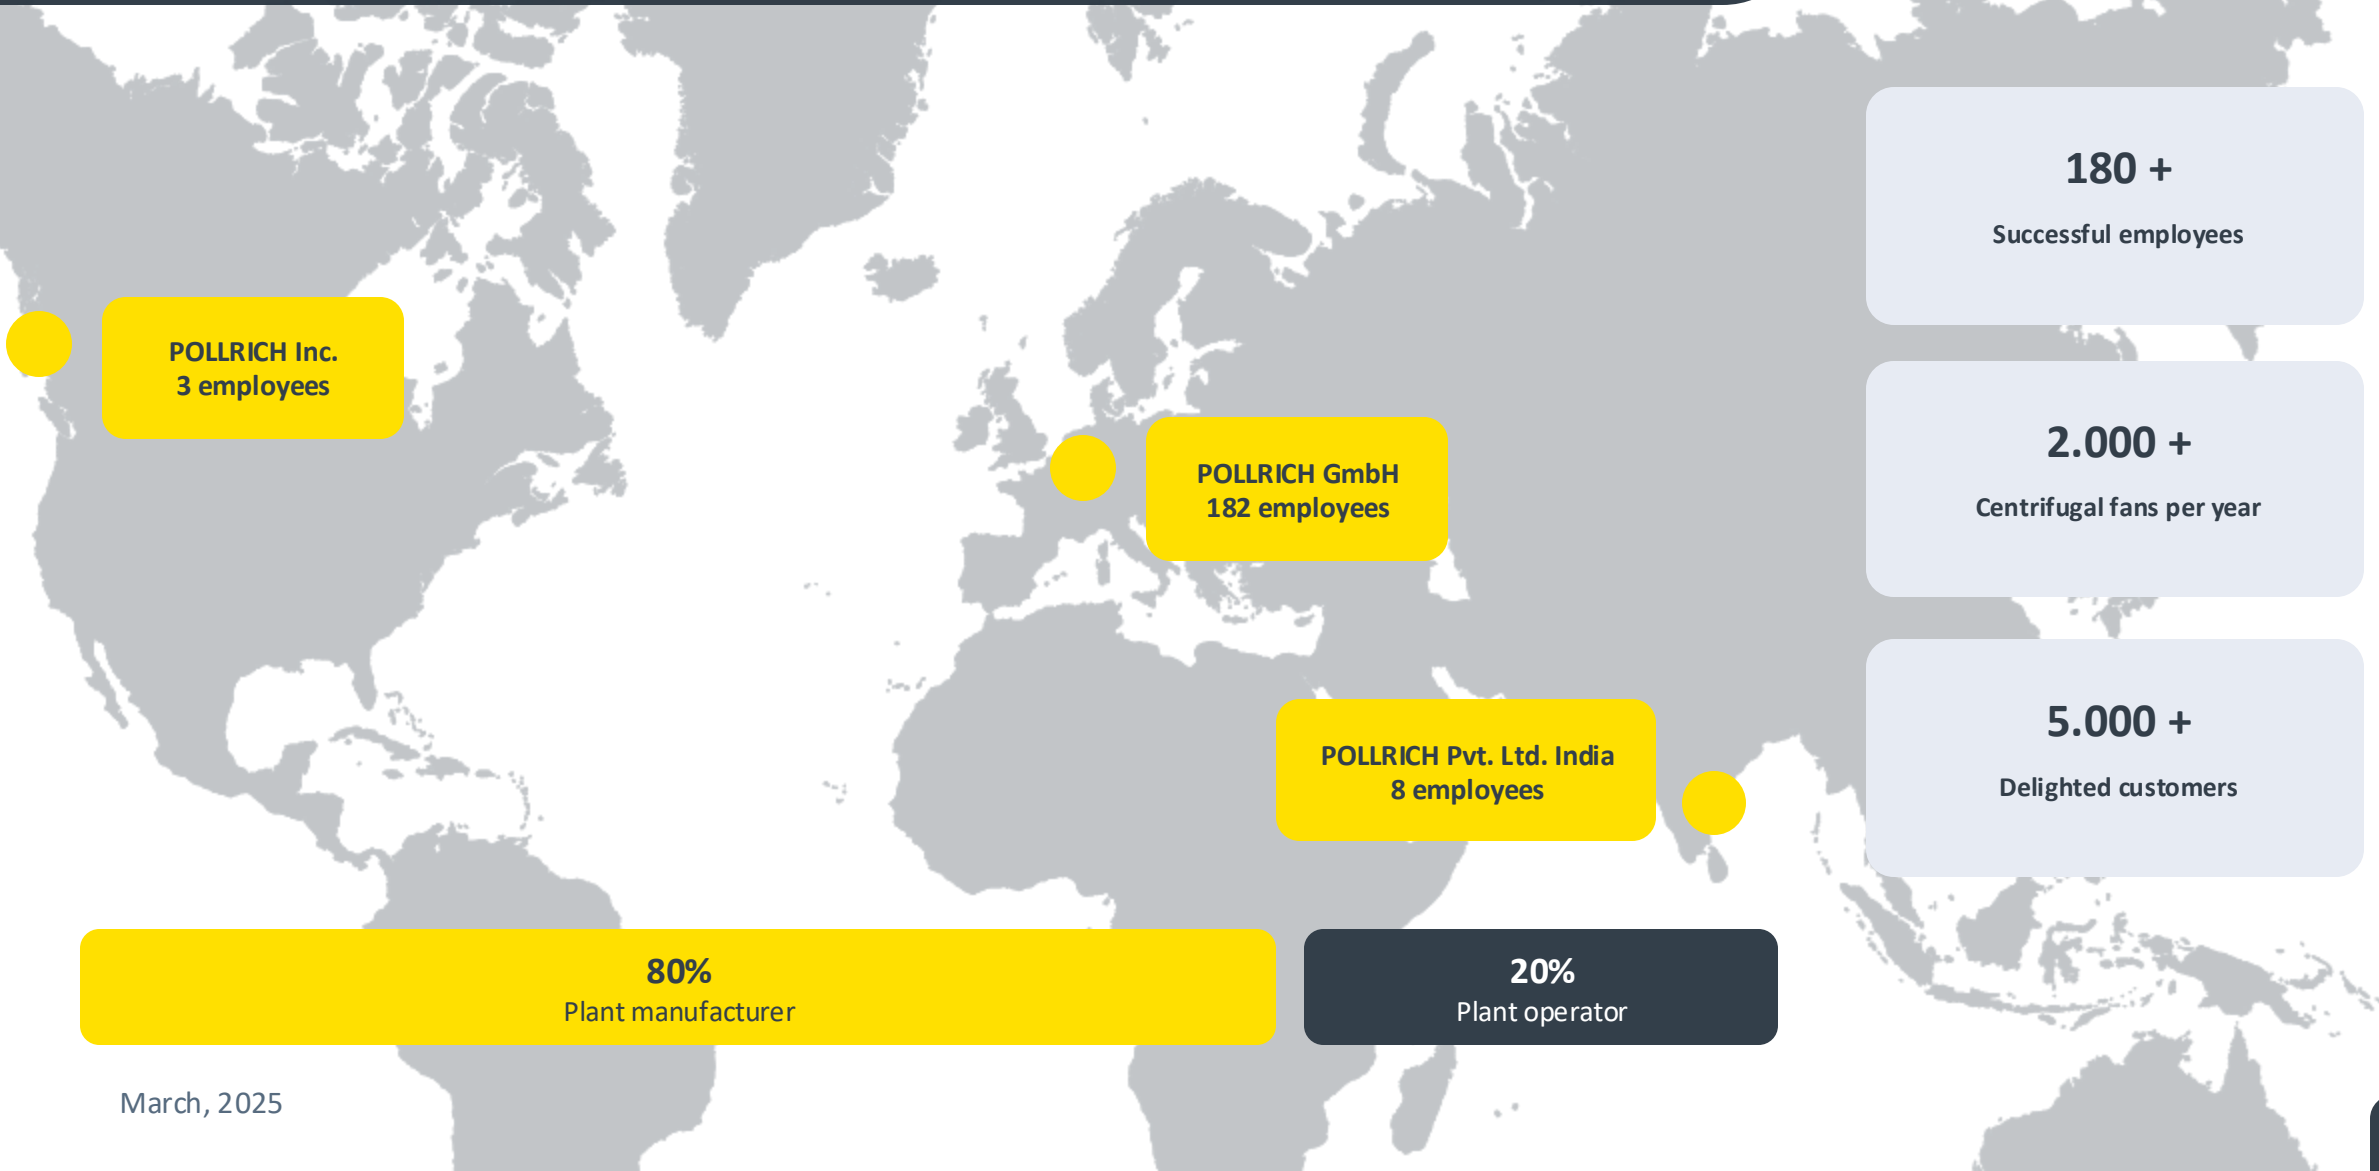 180 +
Successful employees
POLLRICH Inc.
3 employees
2.000 +
Centrifugal fans per year
POLLRICH GmbH
182 employees
5.000 +
Delighted customers
POLLRICH Pvt. Ltd. India
8 employees
80%
Plant manufacturer
20%
Plant operator
March, 2025